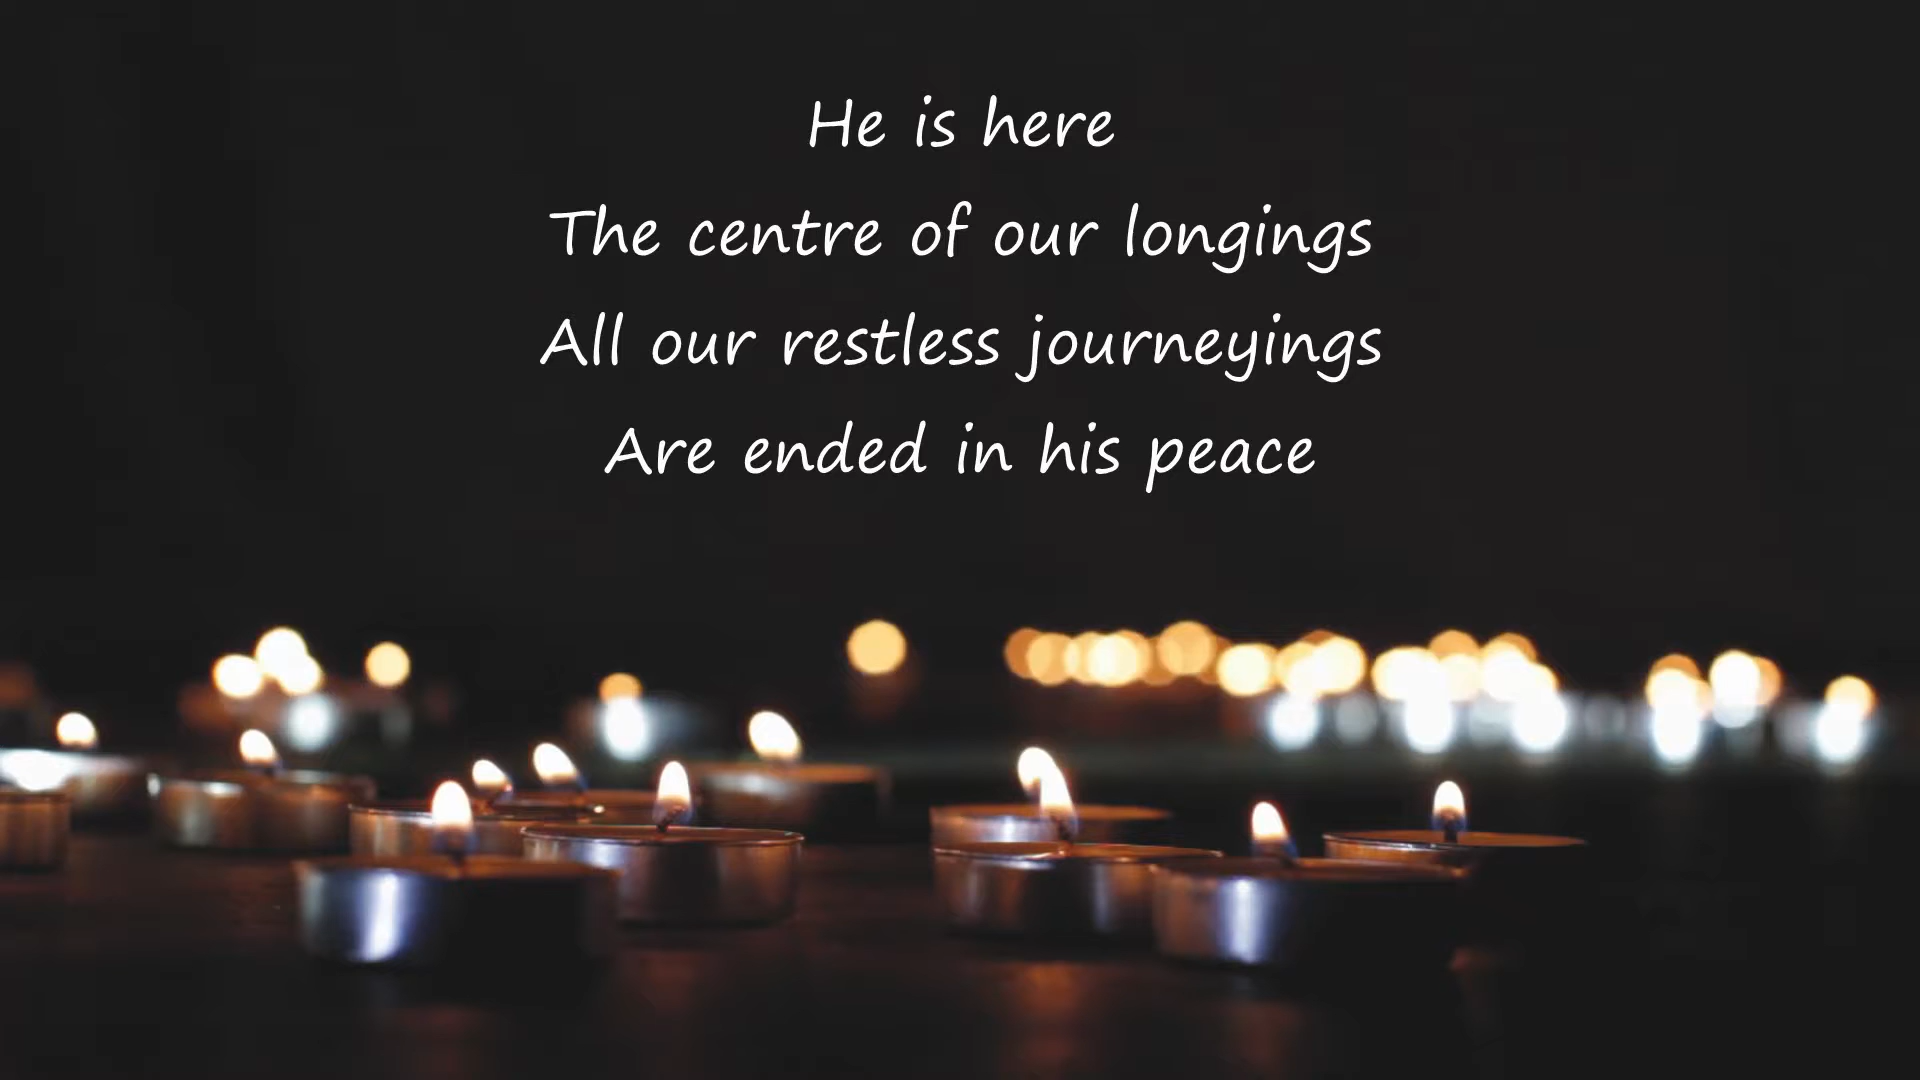 He is here
The centre of our longings
All our restless journeyings
Are ended in his peace